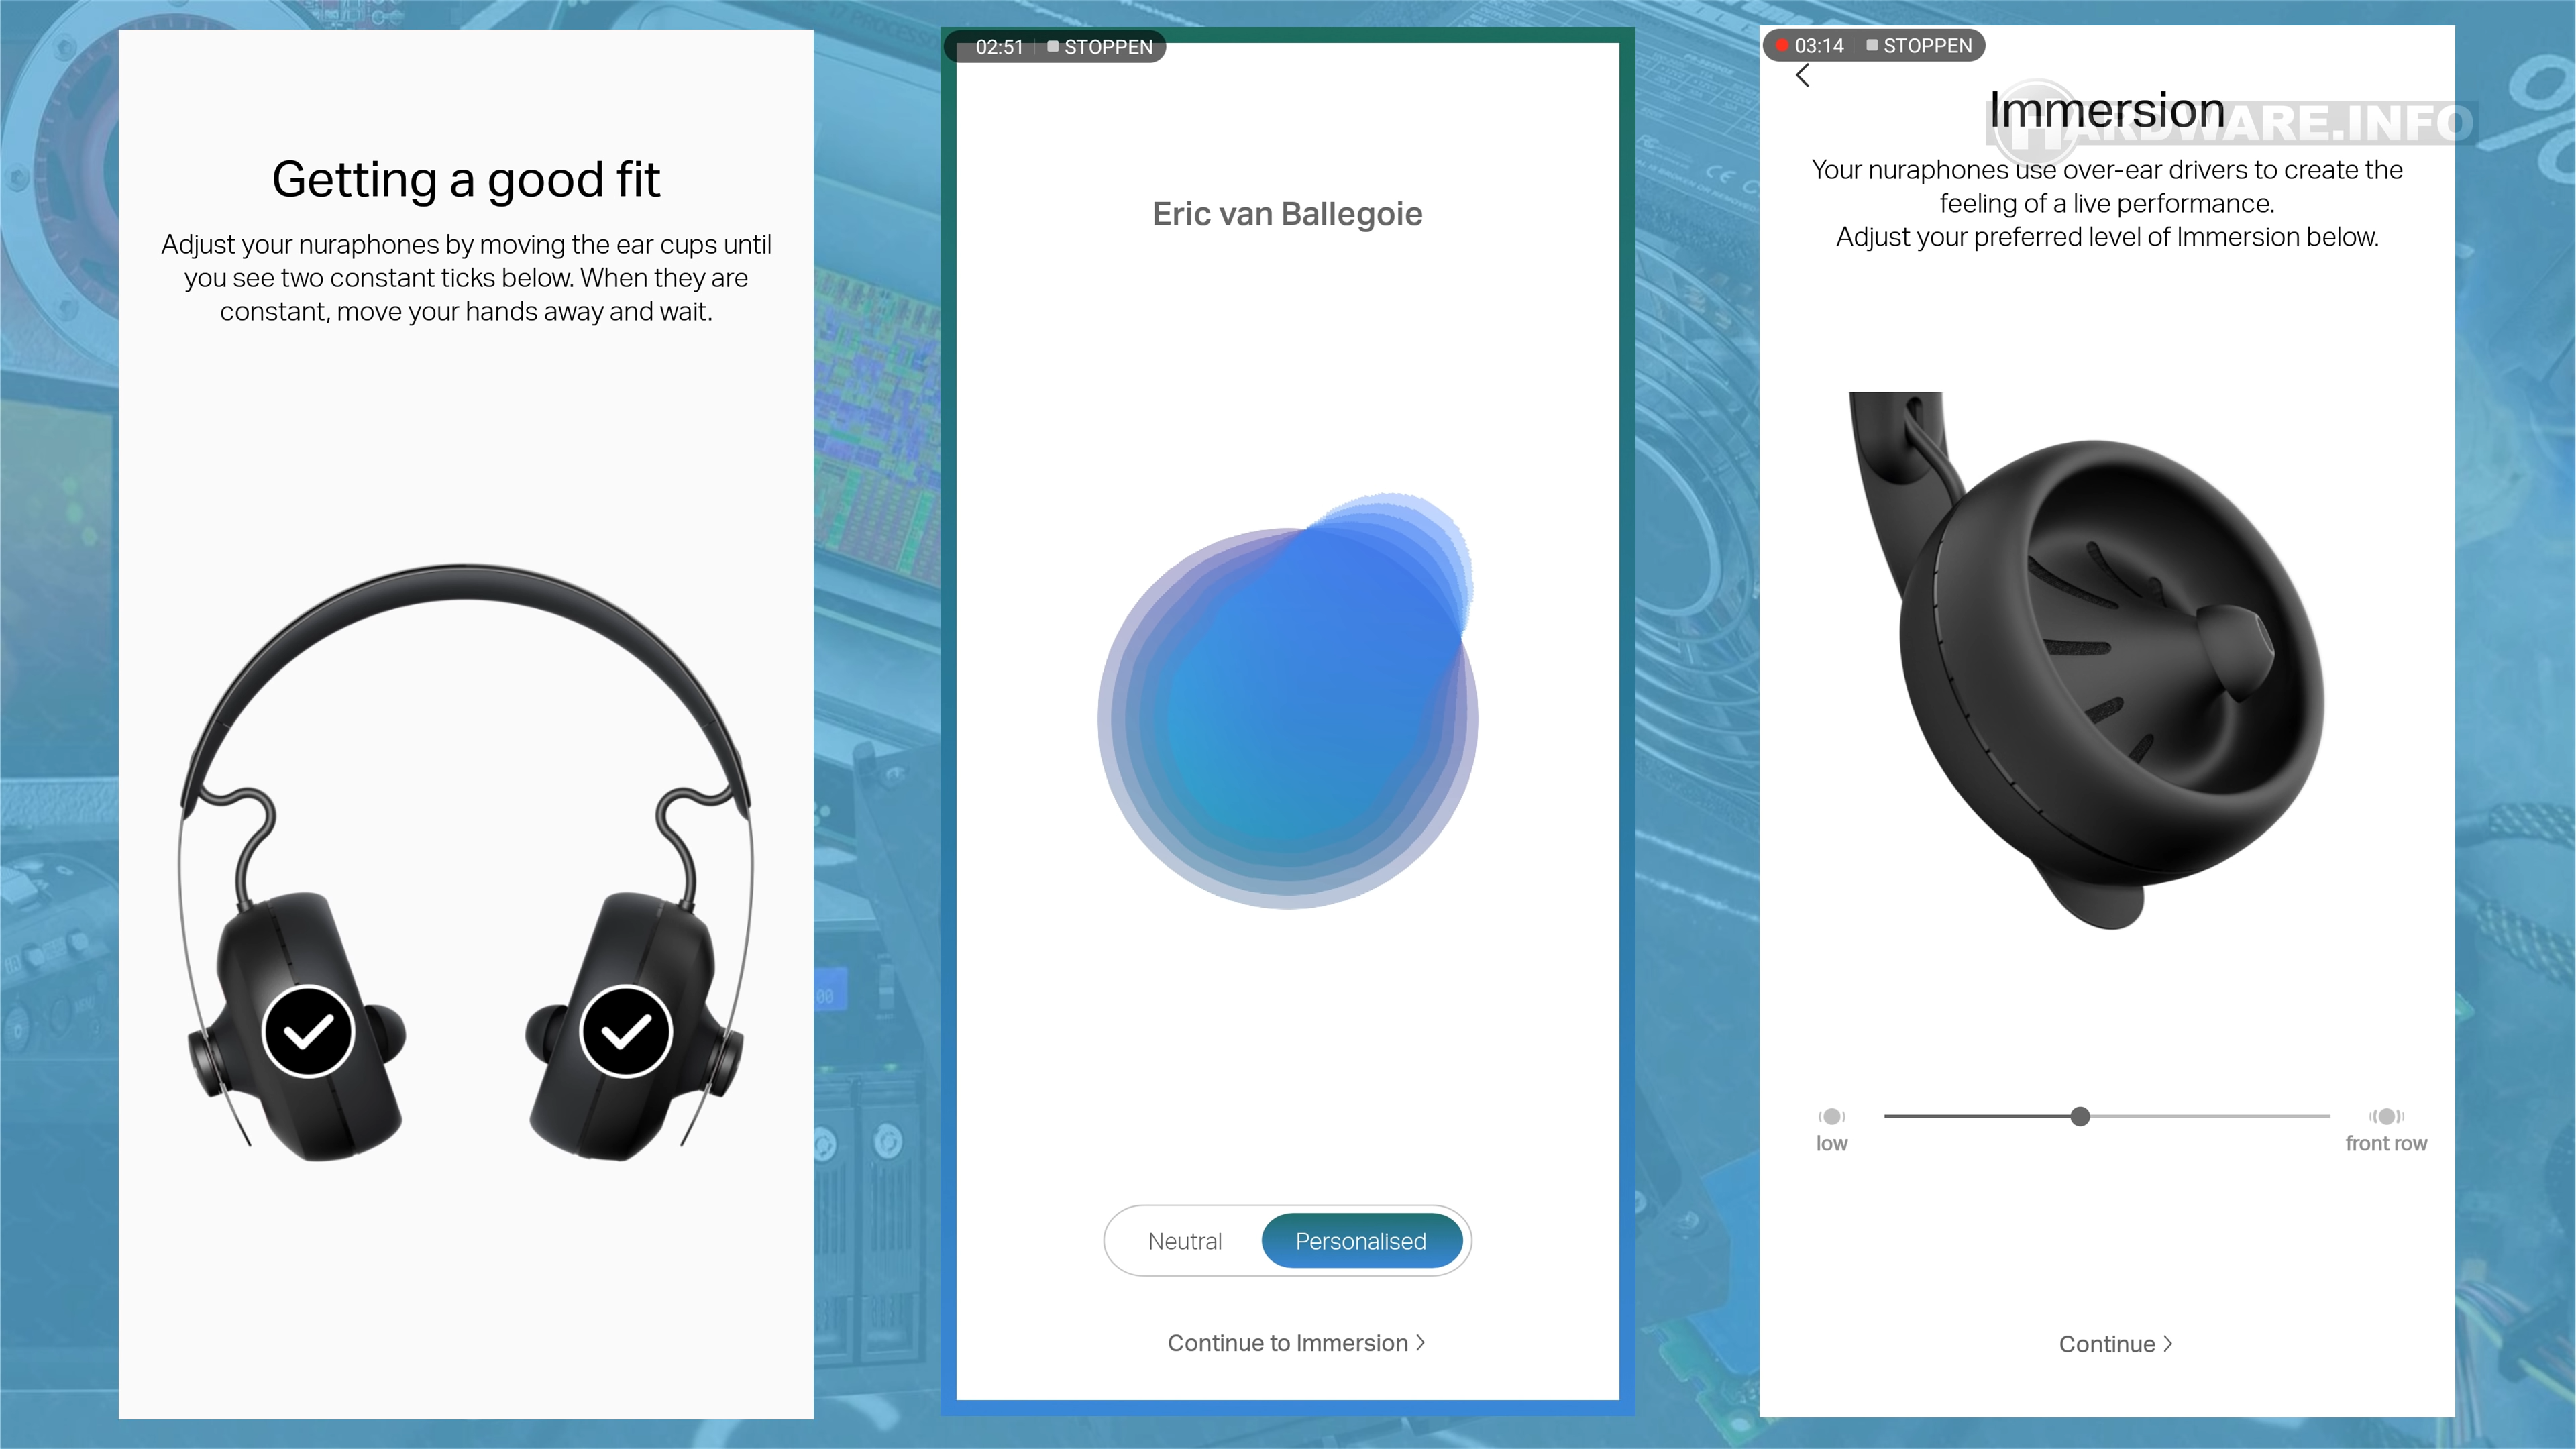 Getting a good fit
Adjust your nuraphones by moving the ear cups until
you see two constant ticks below. When they are
constant, move your hands away and wait.
02:51 STOPPEN
Eric van Ballegoie
Neutral
Personalised
Continue to Immersion >
03:14 STOPPEN
Immersion
HARDWARE.INFO
Your nuraphones use over-ear drivers to create the
feeling of a live performance.
Adjust your preferred level of Immersion below.
low
front row
Continue >